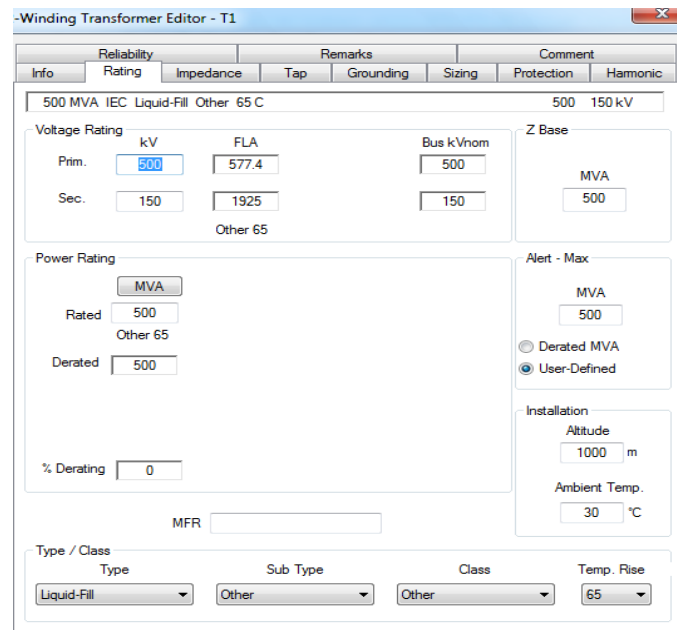 -Winding Transformer Editor - T1
Reliability Remarks Comment
Info Rating Impedance Tap Grounding Sizing Protection Harmonic
500 MVA IEC Liquid-Fill Other 65 C 500 150 kV
Voltage Rating
kV FLA Bus kVnom
Prim. 500 577.4 500
Sec. 150 1925 150
Other 65
Z Base
MVA
500
Power Rating
MVA
Rated 500
Other 65
Derated 500
% Derating 0
Alert - Max
MVA
500
Derated MVA
User-Defined
Installation
Altitude
1000 m
Ambient Temp.
30 °C
MFR
Type / Class
Type Sub Type Class Temp. Rise
Liquid-Fill Other Other 65